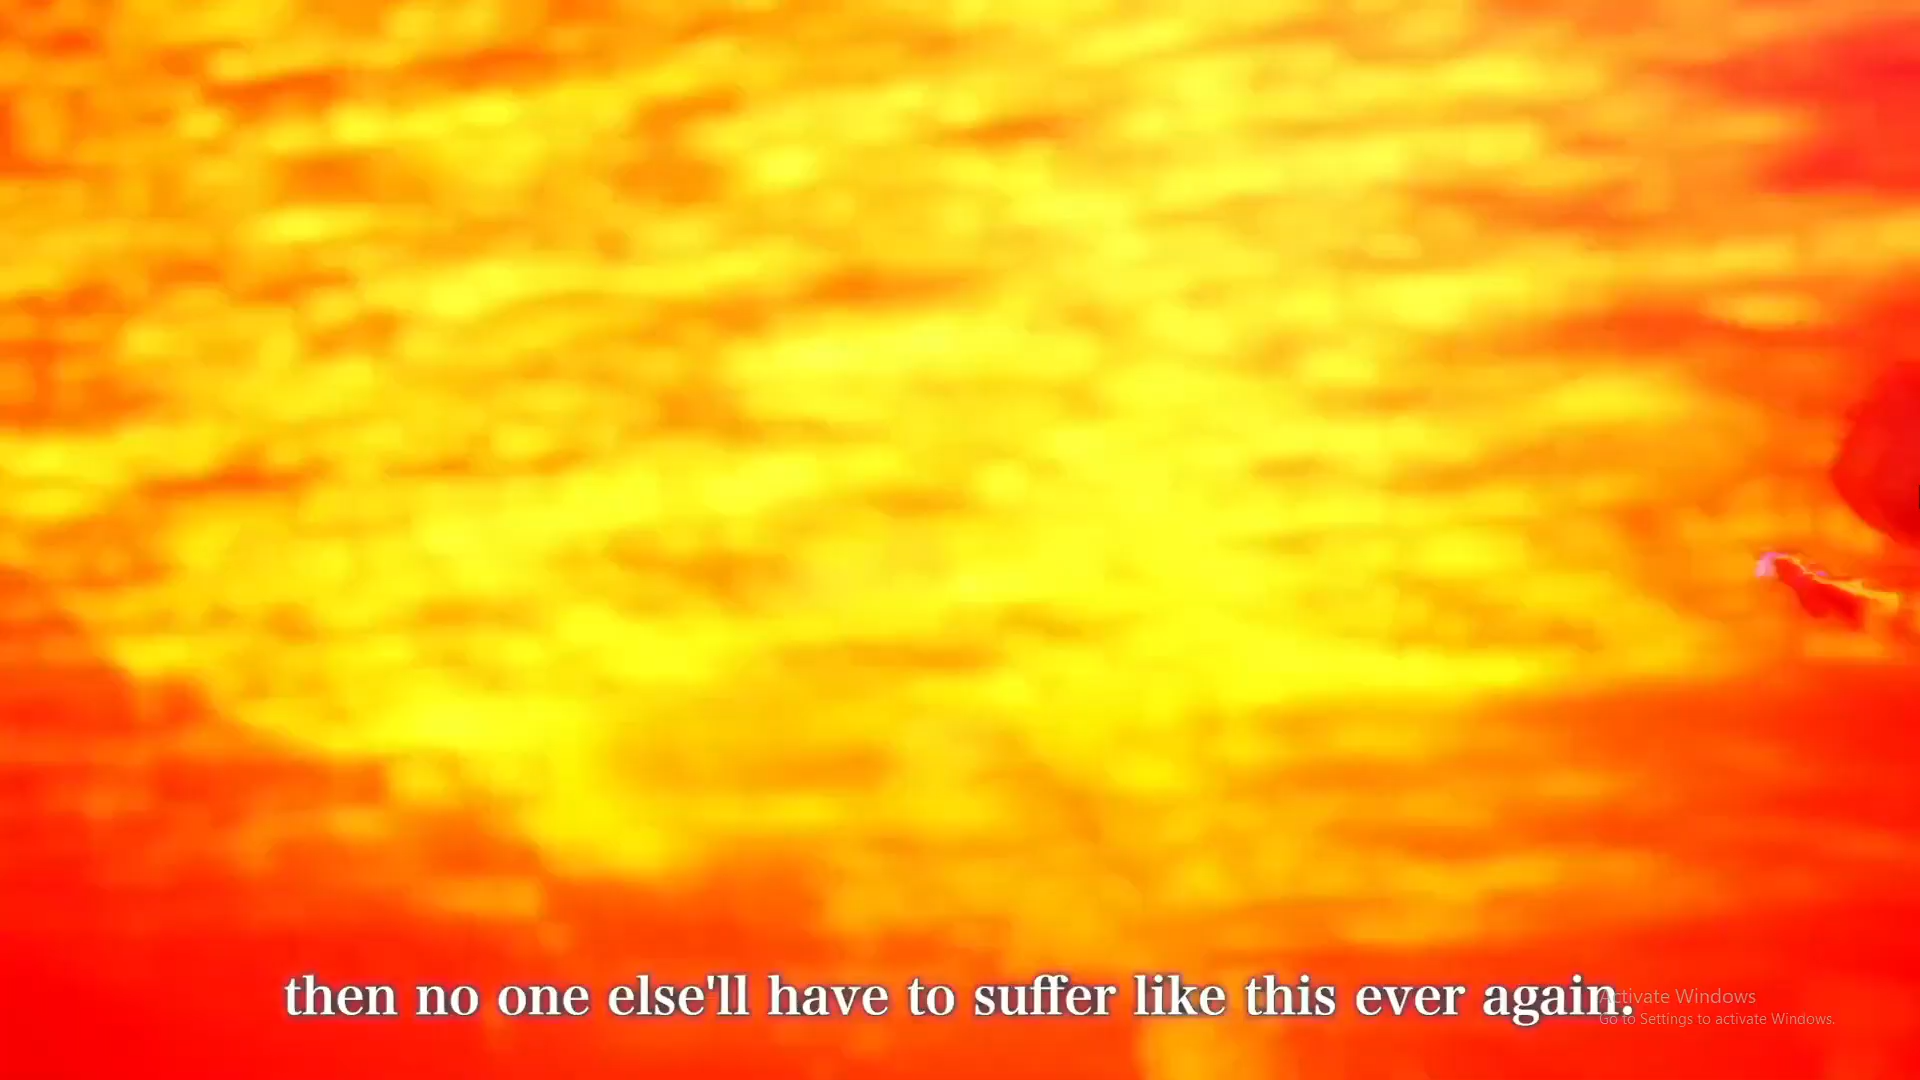 then no one else'll have to suffer like this ever again.
Activate Windows
Go to Settings to activate Windows.